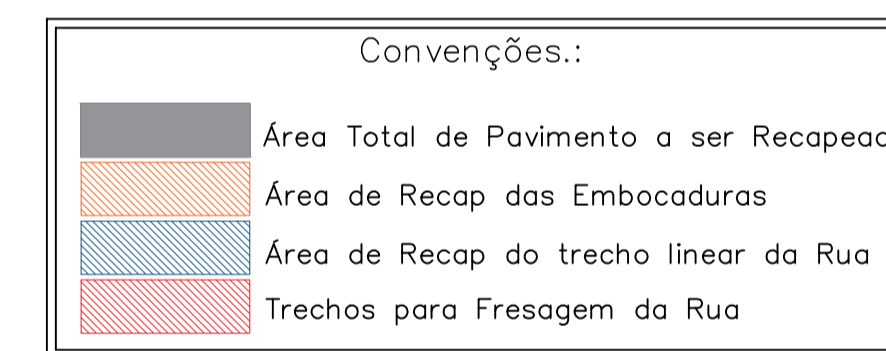 Convenções.:
Área Total de Pavimento a ser
Área de Recap das Embocaduras
Área de Recap do trecho linear da Rua
Trechos para Fresagem da Rua